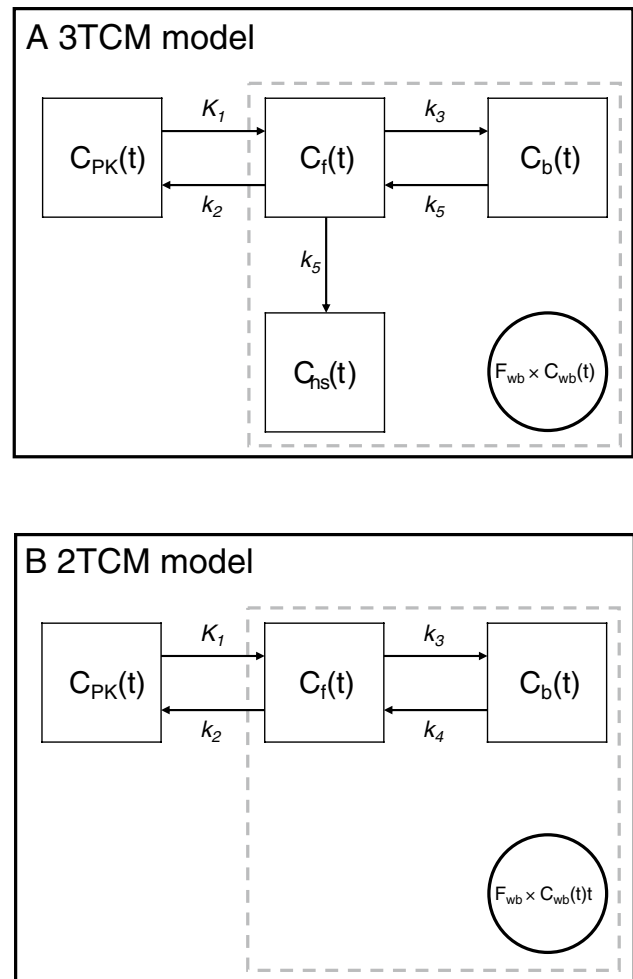 A 3TCM model
K1 k3
CPK(t) Cf(t) Cb(t)
k2 k5
k5
Chs(t) Fwb × Cwb(t)
B 2TCM model
K1 k3
CPK(t) Cf(t) Cb(t)
k2 k4
Fwb × Cwb(t)t